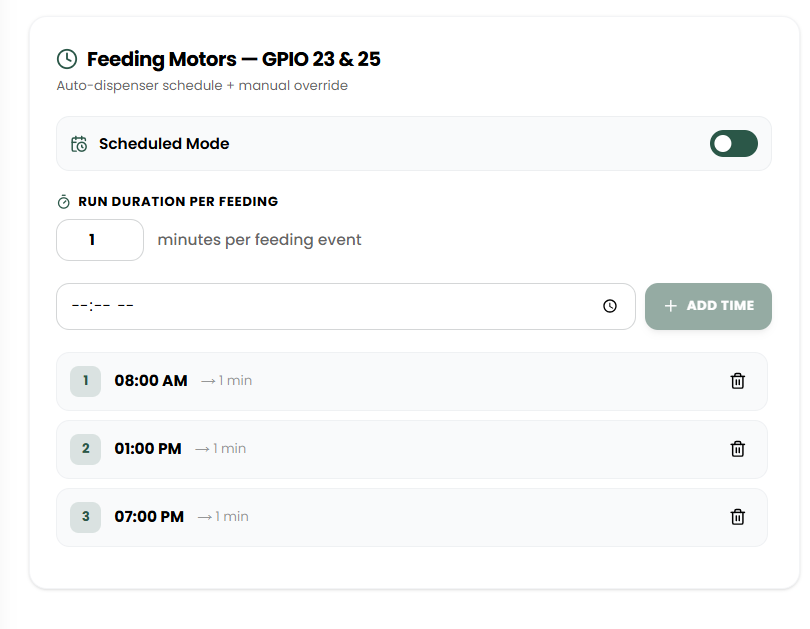 Feeding Motors — GPIO 23 & 25
Auto-dispenser schedule + manual override
Scheduled Mode
RUN DURATION PER FEEDING
1 minutes per feeding event
--:-- --
+ ADD TIME
1 08:00 AM → 1 min
2 01:00 PM → 1 min
3 07:00 PM → 1 min